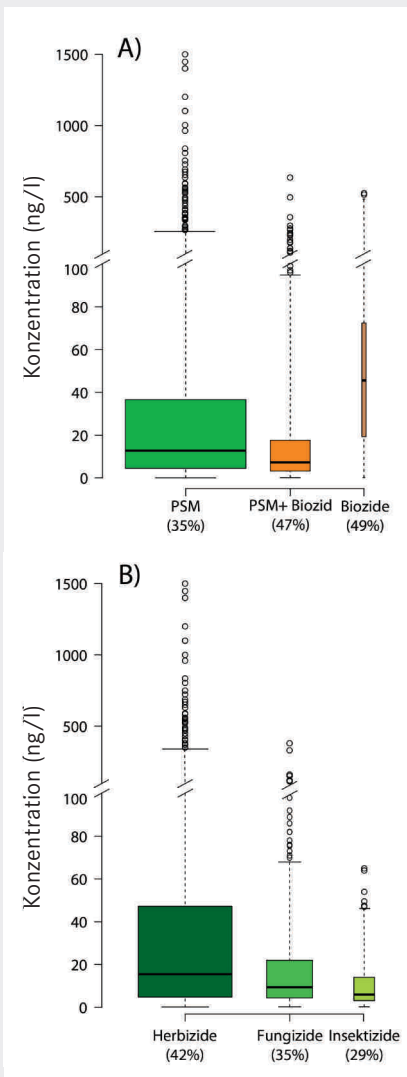 A)
Konzentration (ng/l)
1500
1000
500
100
80
60
40
20
0
PSM PSM+ Biozid Biozide
(35%) (47%) (49%)
B)
Konzentration (ng/l)
1500
1000
500
100
80
60
40
20
0
Herbizide Fungizide Insektizide
(42%) (35%) (29%)